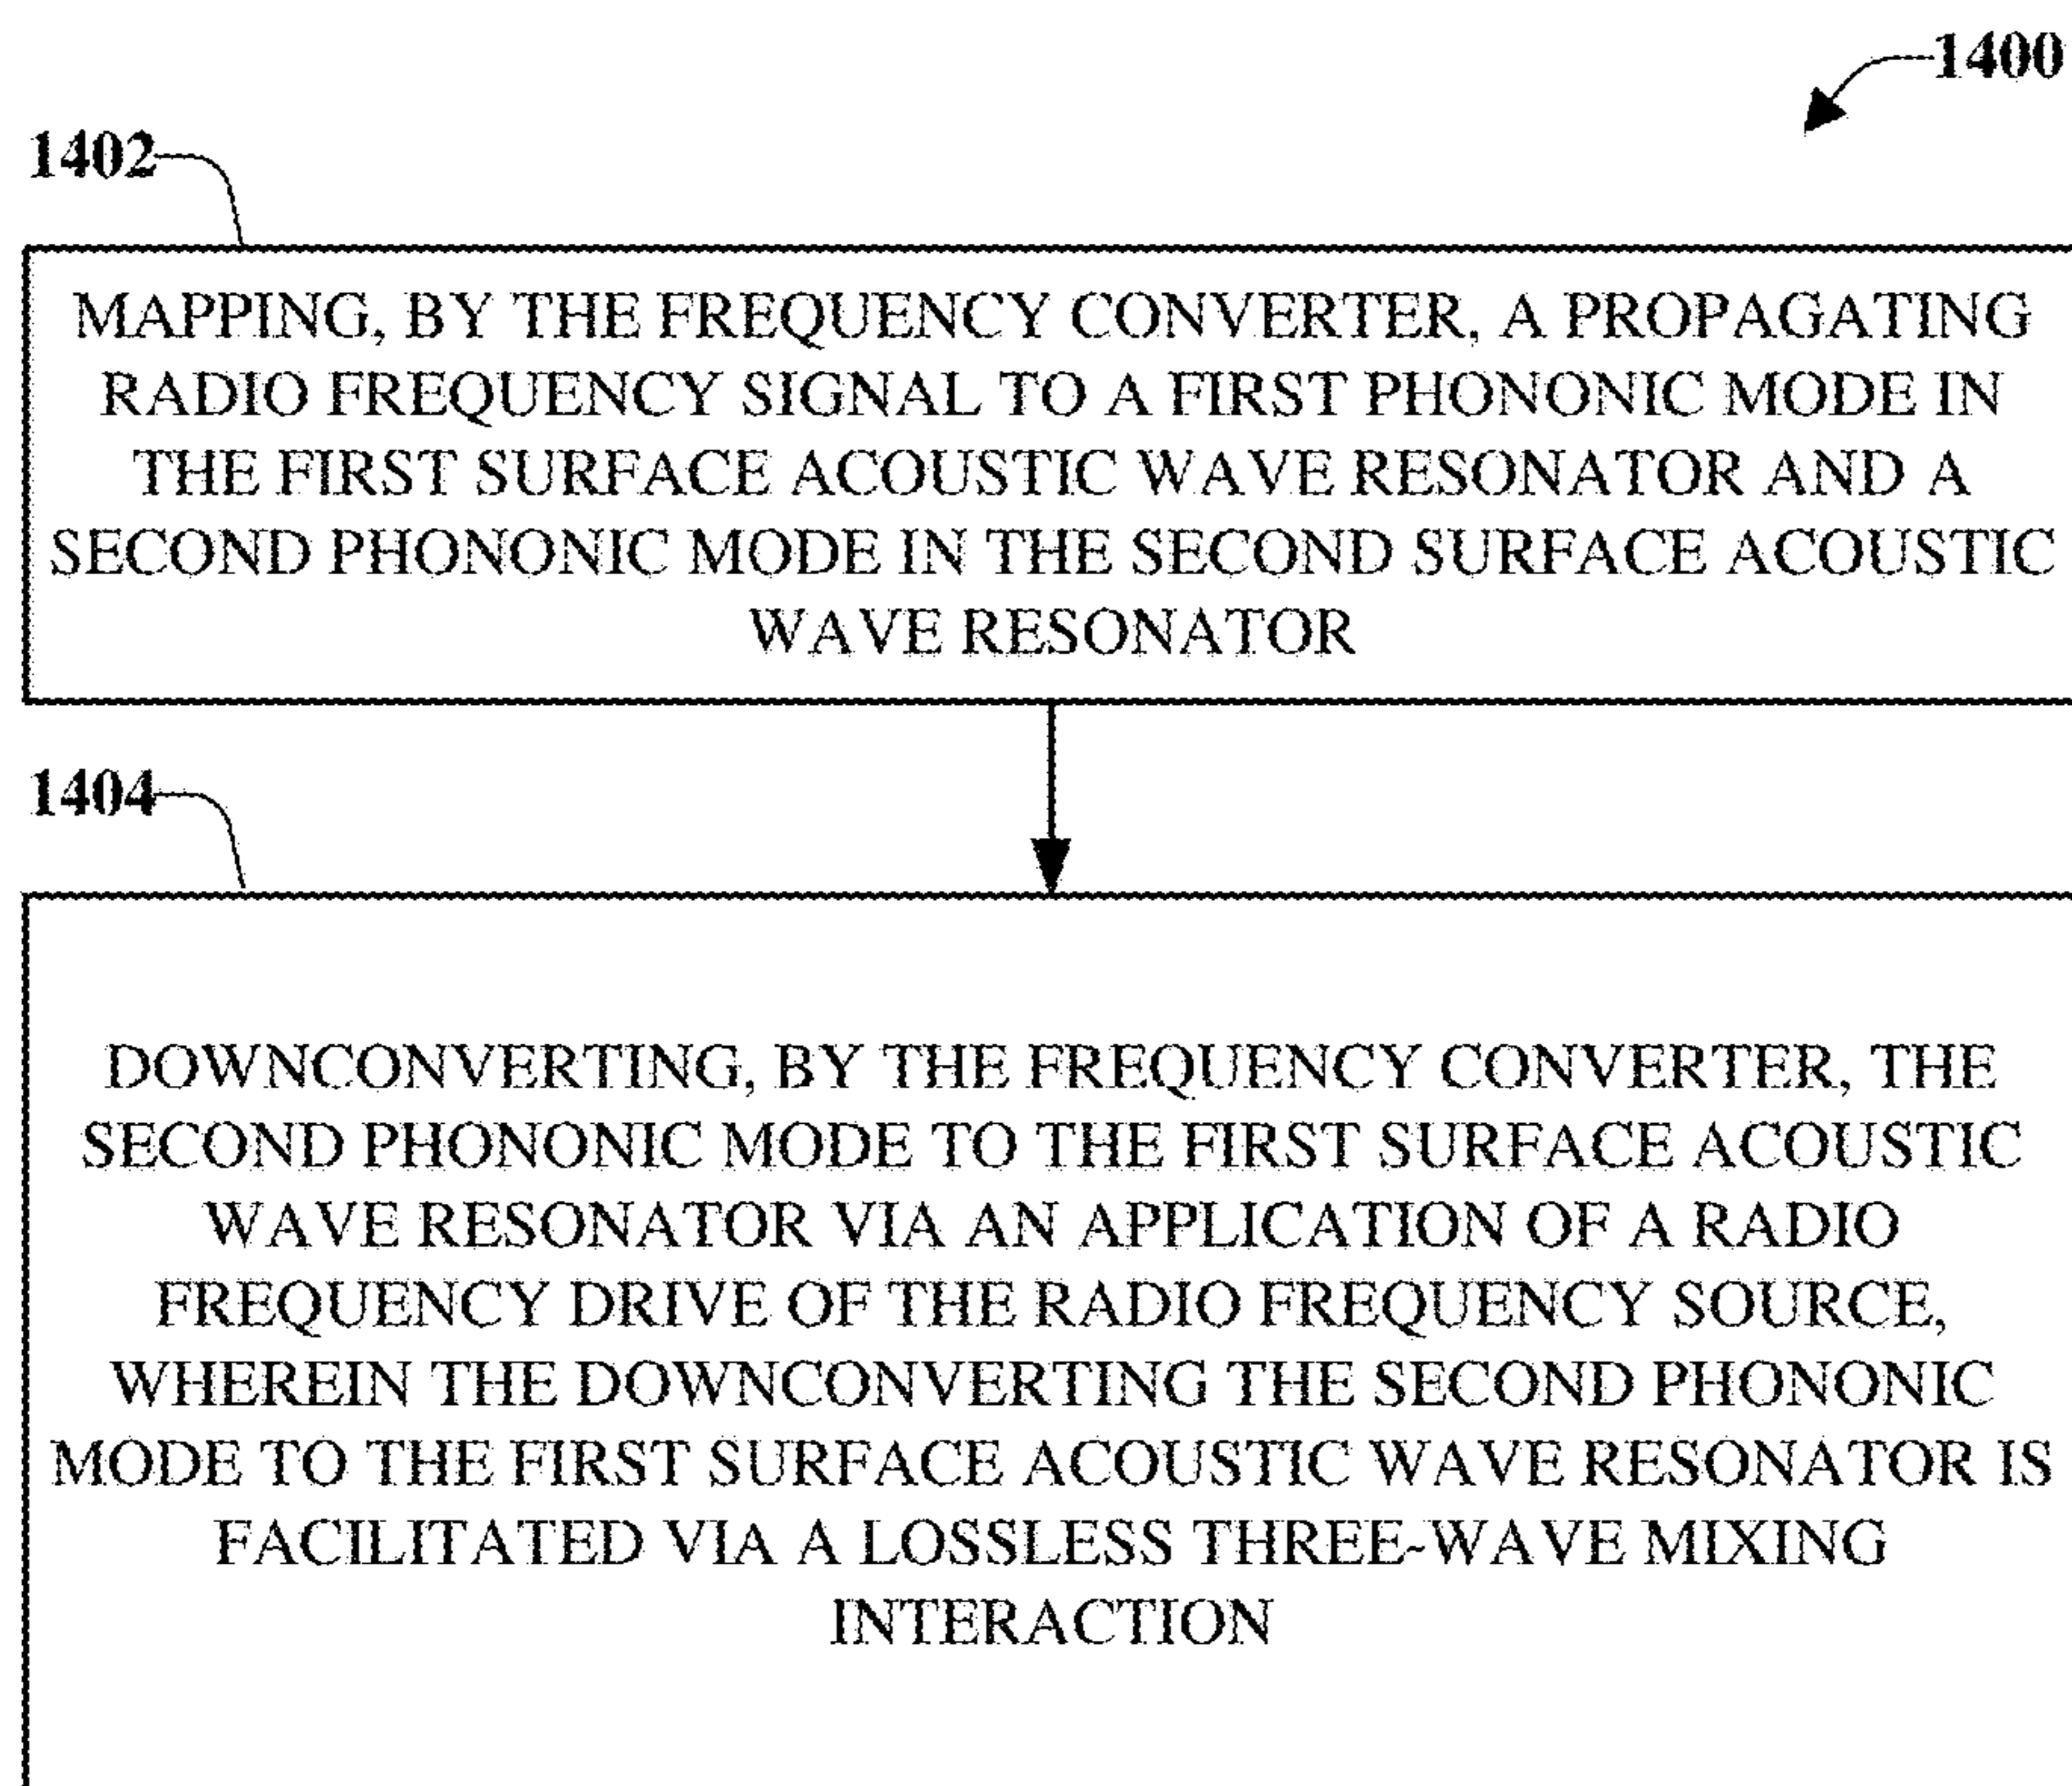 1400
1402
MAPPING, BY THE FREQUENCY CONVERTER, A PROPAGATING
RADIO FREQUENCY SIGNAL TO A FIRST PHONONIC MODE IN
THE FIRST SURFACE ACOUSTIC WAVE RESONATOR AND A
SECOND PHONONIC MODE IN THE SECOND SURFACE ACOUSTIC
WAVE RESONATOR
1404
DOWNCONVERTING, BY THE FREQUENCY CONVERTER, THE
SECOND PHONONIC MODE TO THE FIRST SURFACE ACOUSTIC
WAVE RESONATOR VIA AN APPLICATION OF A RADIO
FREQUENCY DRIVE OF THE RADIO FREQUENCY SOURCE,
WHEREIN THE DOWNCONVERTING THE SECOND PHONONIC
MODE TO THE FIRST SURFACE ACOUSTIC WAVE RESONATOR IS
FACILITATED VIA A LOSSLESS THREE-WAVE MIXING
INTERACTION